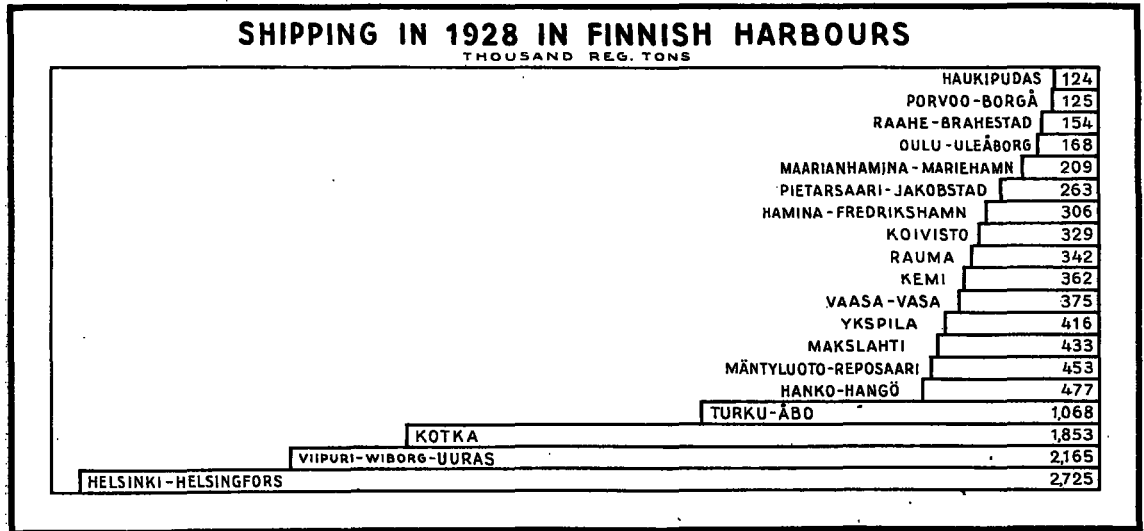 SHIPPING IN 1928 IN FINNISH HARBOURS
THOUSAND REG. TONS
HAUKIPUDAS 124
PORVOO-BORGÅ 125
RAAHE-BRAHESTAD 154
OULU-ULEÅBORG 168
MAARIANHAMINA-MARIEHAMN 209
PIETARSAARI-JAKOBSTAD 263
HAMINA-FREDRIKSHAMN 306
KOIVISTO 329
RAUMA 342
KEMI 362
VAASA-VASA 375
YKSPILA 416
MAKSLAHTI 433
MÄNTYLUOTO-REPOSAARI 453
HANKO-HANGÖ 477
TURKU-ÅBO 1,068
KOTKA 1,853
VIIPURI-WIBORG-UURAS 2,165
HELSINKI-HELSINGFORS 2,725